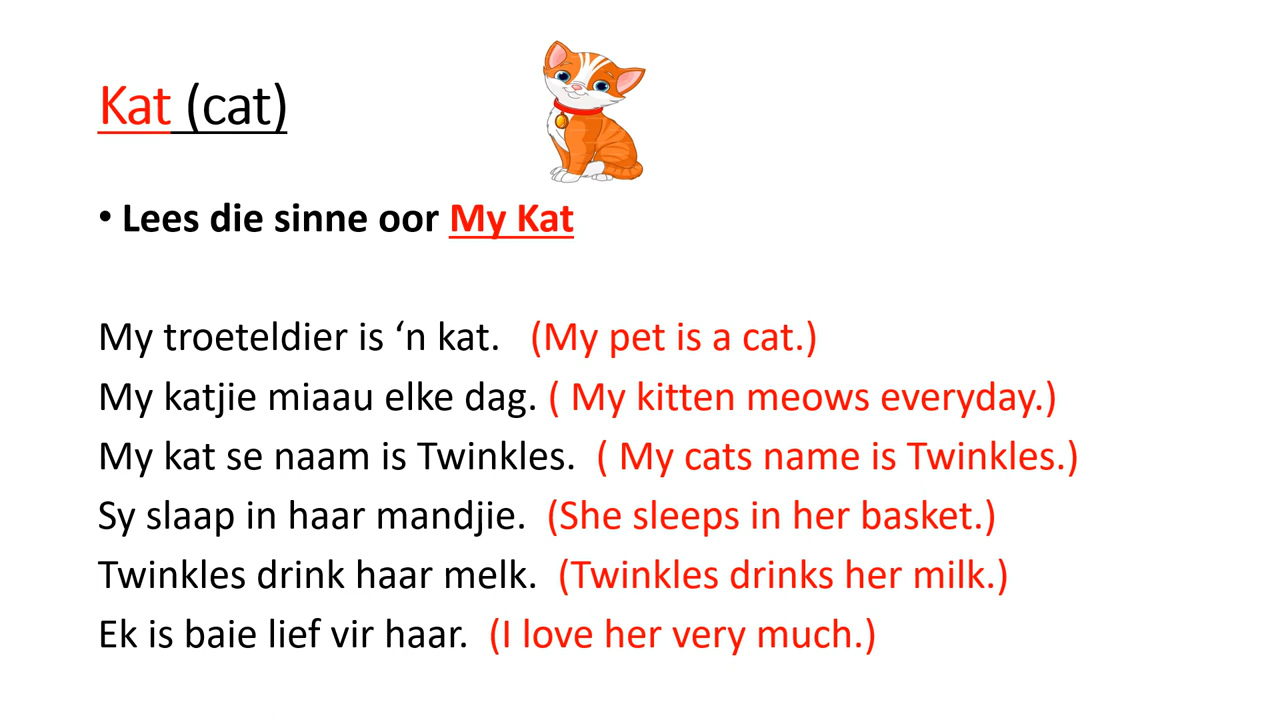 Kat (cat)
• Lees die sinne oor My Kat
My troeteldier is ‘n kat. (My pet is a cat.)
My katjie miaau elke dag. ( My kitten meows everyday.)
My kat se naam is Twinkles. ( My cats name is Twinkles.)
Sy slaap in haar mandjie. (She sleeps in her basket.)
Twinkles drink haar melk. (Twinkles drinks her milk.)
Ek is baie lief vir haar. (I love her very much.)